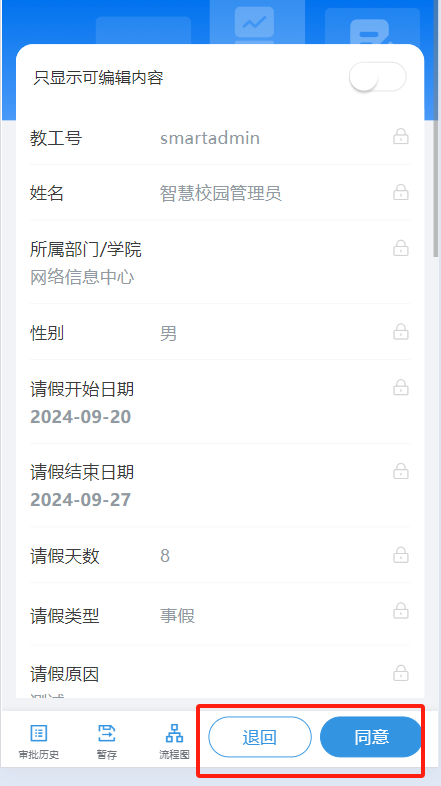 只显示可编辑内容
教工号 smartadmin
姓名 智慧校园管理员
所属部门/学院
网络信息中心
性别 男
请假开始日期
2024-09-20
请假结束日期
2024-09-27
请假天数 8
请假类型 事假
请假原因
审批历史 暂存 流程图 退回 同意